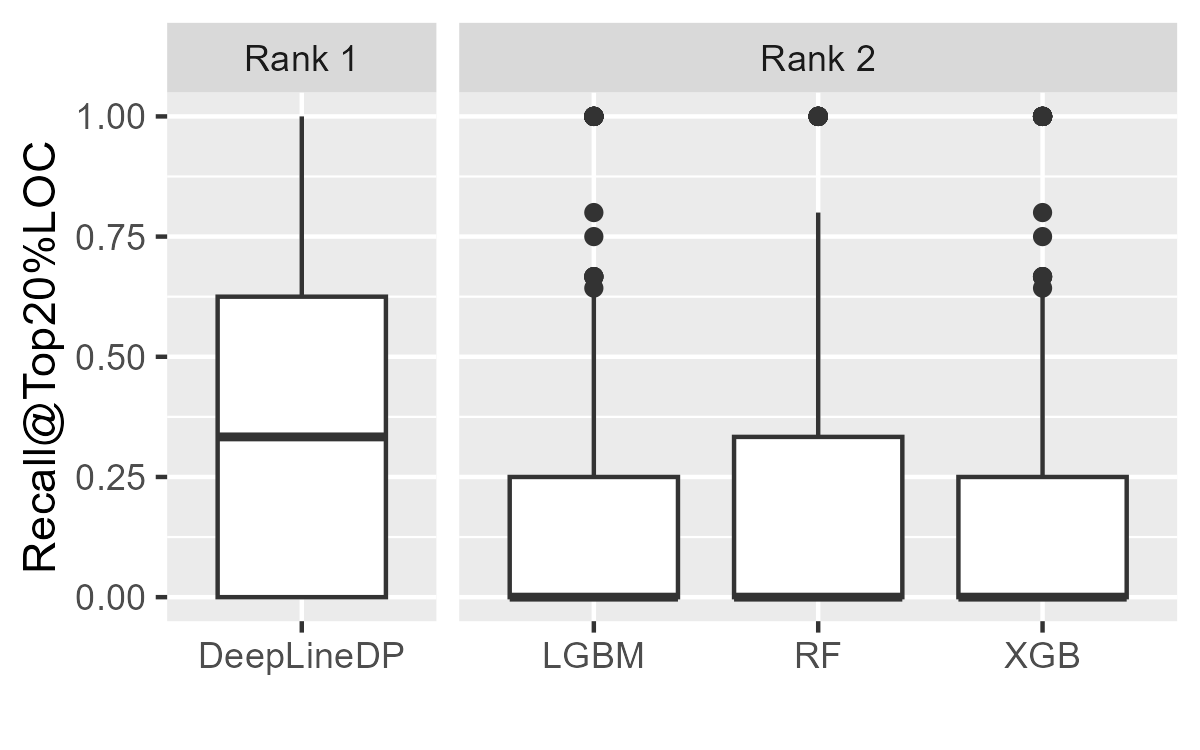 Rank 1
Rank 2
Recall@Top20%LOC
1.00
0.75
0.50
0.25
0.00
DeepLineDP
LGBM
RF
XGB